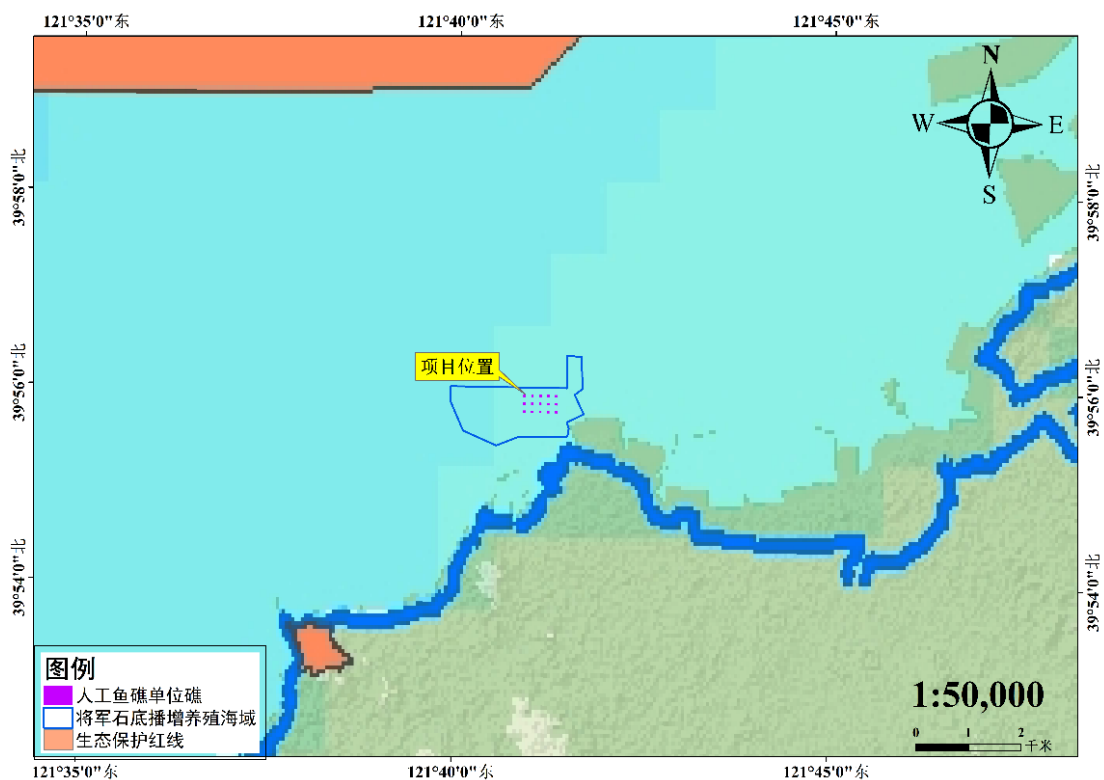 121°35'0"东
121°40'0"东
121°45'0"东
N
W
E
S
39°58'0"北
39°58'0"北
项目位置
39°56'0"北
39°56'0"北
39°54'0"北
39°54'0"北
图例
人工鱼礁单位礁
将军石底播增养殖海域
生态保护红线
1:50,000
0 1 2
千米
121°35'0"东
121°40'0"东
121°45'0"东